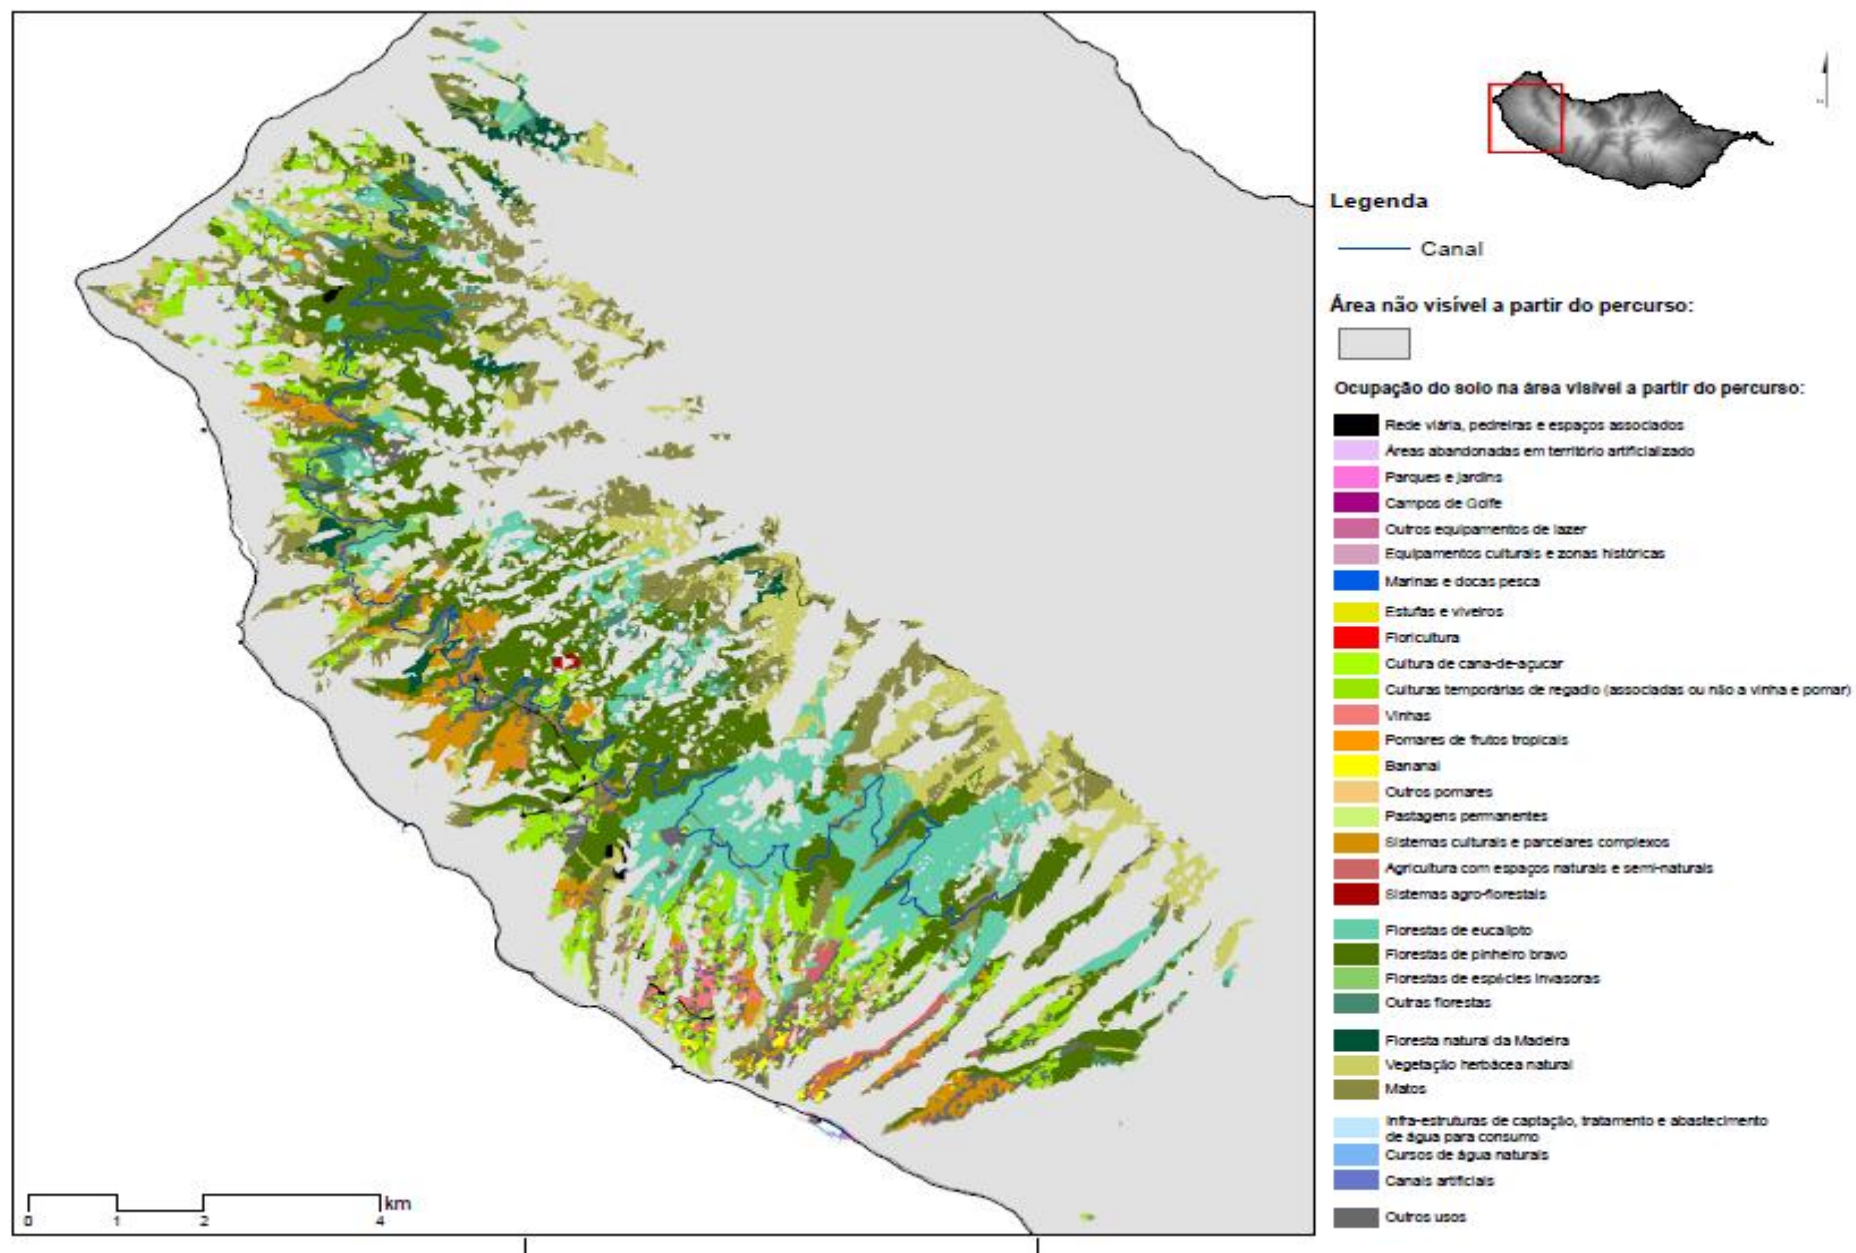 Legenda
Canal
Área não visível a partir do percurso:
Ocupação do solo na área visível a partir do percurso:
Rede viária, pedreiras e espaços associados
Áreas abandonadas em território artificializado
Parques e jardins
Campos de Golfe
Outros equipamentos de lazer
Equipamentos culturais e zonas históricas
Marinas e docas pesca
Estufas e viveiros
Floricultura
Cultura de cana-de-açucar
Culturas temporárias de regadio (associadas ou não a vinha e pomar)
Vinhas
Pomares de frutos tropicais
Bananal
Outros pomares
Pastagens permanentes
Sistemas culturais e parcelares complexos
Agricultura com espaços naturais e semi-naturais
Sistemas agro-florestais
Florestas de eucalipto
Florestas de pinheiro bravo
Florestas de espécies invasoras
Outras florestas
Floresta natural da Madeira
Vegetação herbácea natural
Matos
Infra-estruturas de captação, tratamento e abastecimento
de água para consumo
Cursos de água naturais
Canais artificiais
Outros usos
km
0 1 2 4